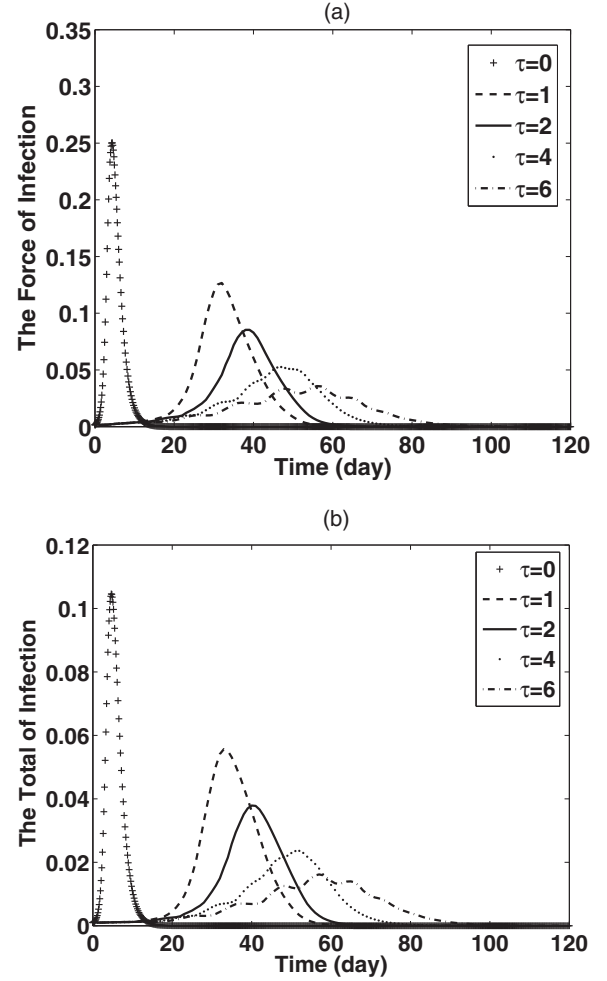 (a)
The Force of Infection
0.35
0.3
0.25
0.2
0.15
0.1
0.05
0
0 20 40 60 80 100 120
Time (day)
τ=0
τ=1
τ=2
τ=4
τ=6
(b)
The Total of Infection
0.12
0.1
0.08
0.06
0.04
0.02
0
0 20 40 60 80 100 120
Time (day)
τ=0
τ=1
τ=2
τ=4
τ=6